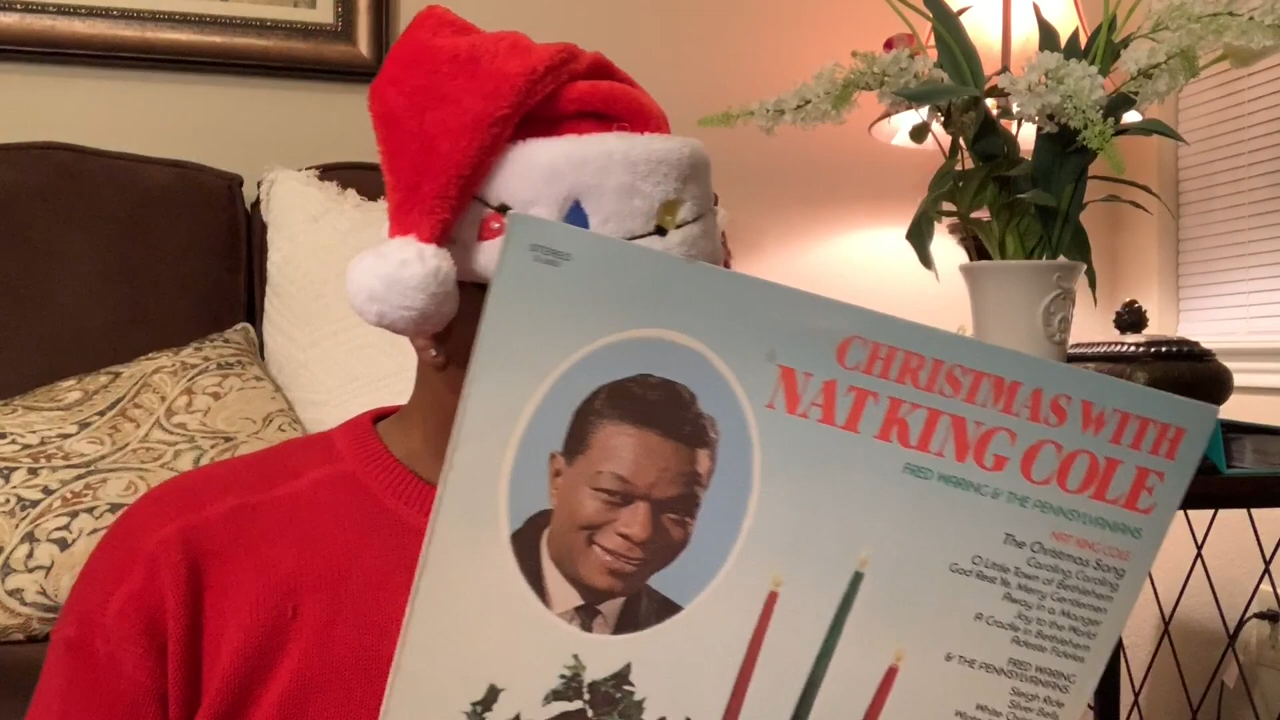 STEREO
CHRISTMAS WITH
NAT KING COLE
FRED WARING & THE PENNSYLVANIANS
NAT KING COLE
The Christmas Song
Caroling, Caroling
O Little Town of Bethlehem
God Rest Ye, Merry Gentlemen
Away in a Manger
Joy to the World
A Cradle in Bethlehem
Adeste Fideles
FRED WARING
& THE PENNSYLVANIANS
Sleigh Ride
Silver Bells
White